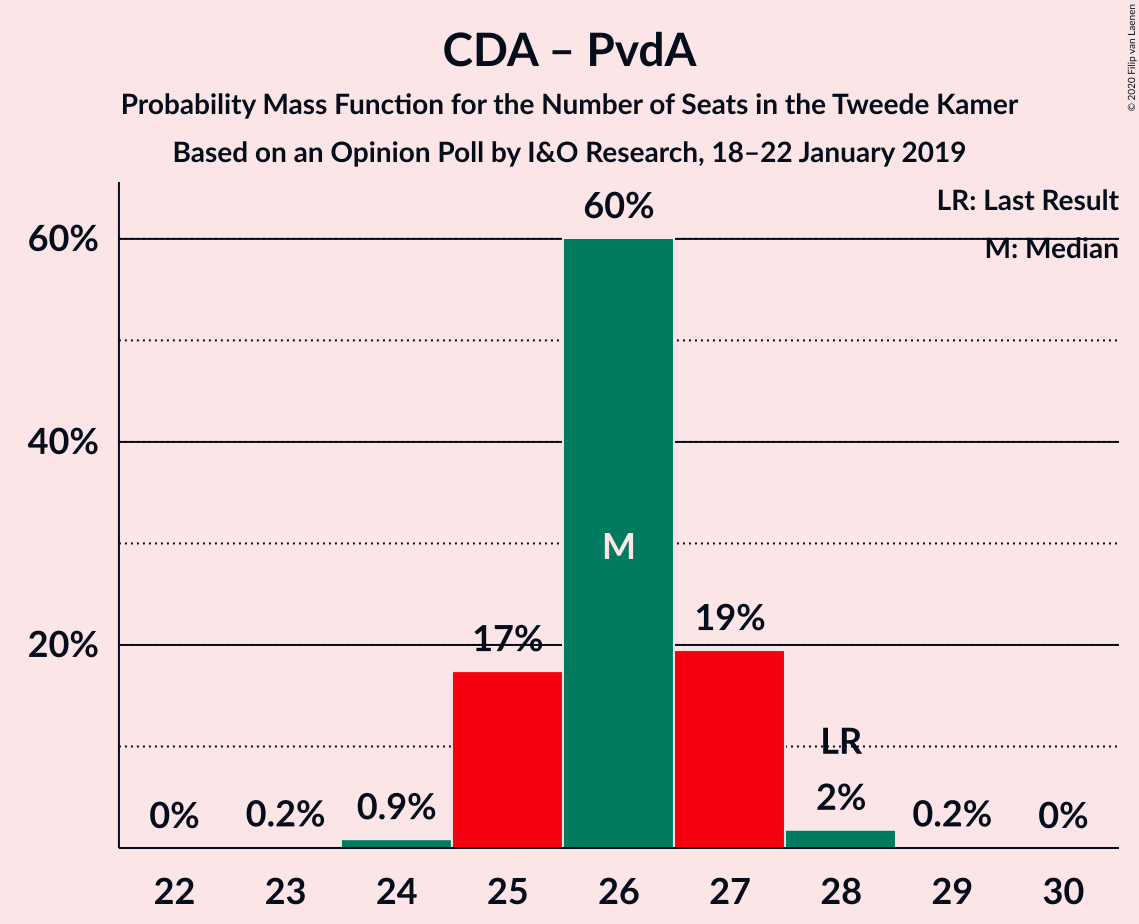 CDA – PvdA
Probability Mass Function for the Number of Seats in the Tweede Kamer
Based on an Opinion Poll by I&O Research, 18–22 January 2019
© 2020 Filip van Laenen
LR: Last Result
M: Median
60%
40%
20%
0%
0.2%
0.9%
17%
60%
M
19%
LR
2%
0.2%
0%
22 23 24 25 26 27 28 29 30